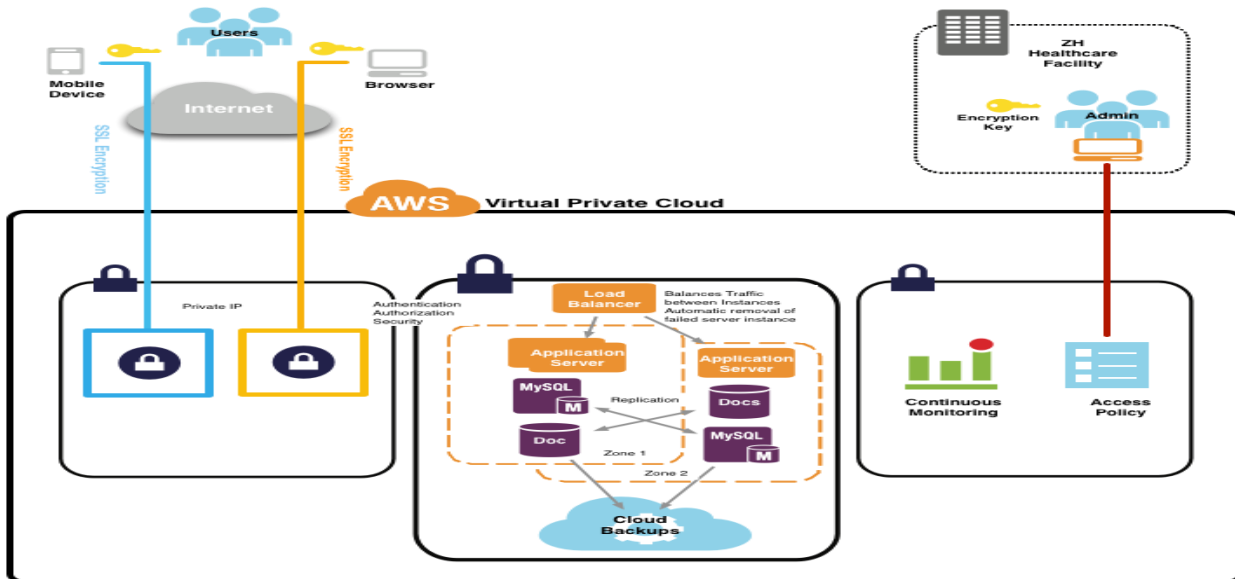 Users
Mobile
Device
Browser
Internet
SSL Encryption
SSL Encryption
ZH
Healthcare
Facility
Encryption
Key
Admin
AWS
Virtual Private Cloud
Private IP
Authentication
Authorization
Security
Load
Balancer
Balances Traffic
between Instances
Automatic removal of
failed server instance
Application
Server
Application
Server
MySQL
M
Replication
Docs
Doc
MySQL
M
Zone 1
Zone 2
Cloud
Backups
Continuous
Monitoring
Access
Policy